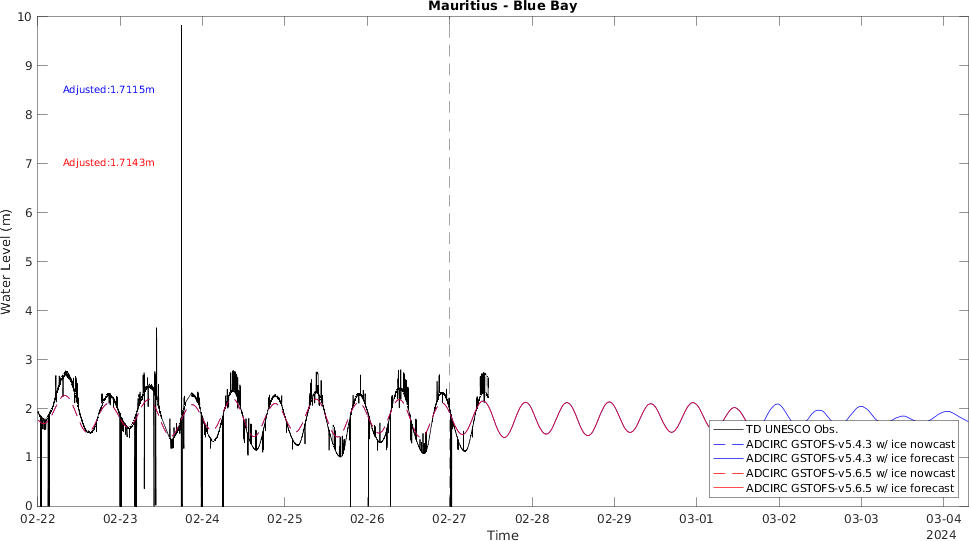 Mauritius - Blue Bay
10
9
8
7
6
5
4
3
2
1
0
Water Level (m)
Adjusted:1.7115m
Adjusted:1.7143m
TD UNESCO Obs.
ADCIRC GSTOFS-v5.4.3 w/ ice nowcast
ADCIRC GSTOFS-v5.4.3 w/ ice forecast
ADCIRC GSTOFS-v5.6.5 w/ ice nowcast
ADCIRC GSTOFS-v5.6.5 w/ ice forecast
02-22 02-23 02-24 02-25 02-26 02-27 02-28 02-29 03-01 03-02 03-03 03-04
Time
2024